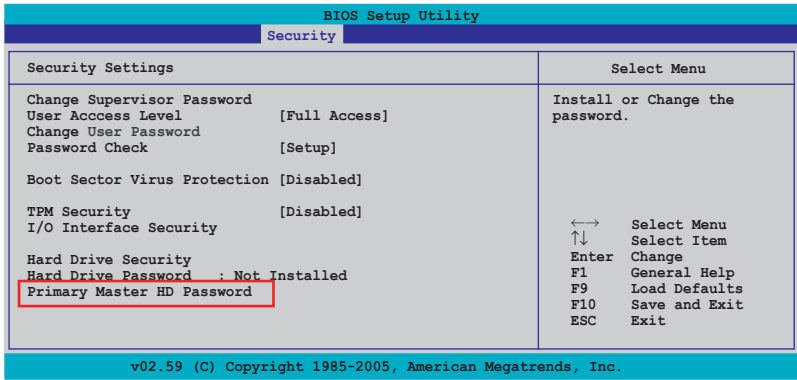 BIOS Setup Utility
Security
Security Settings
Change Supervisor Password
User Acccess Level [Full Access]
Change User Password
Password Check [Setup]
Boot Sector Virus Protection [Disabled]
TPM Security [Disabled]
I/O Interface Security
Hard Drive Security
Hard Drive Password : Not Installed
Primary Master HD Password
Select Menu
Install or Change the
password.
←→ Select Menu
↑↓ Select Item
Enter Change
F1 General Help
F9 Load Defaults
F10 Save and Exit
ESC Exit
v02.59 (C) Copyright 1985-2005, American Megatrends, Inc.